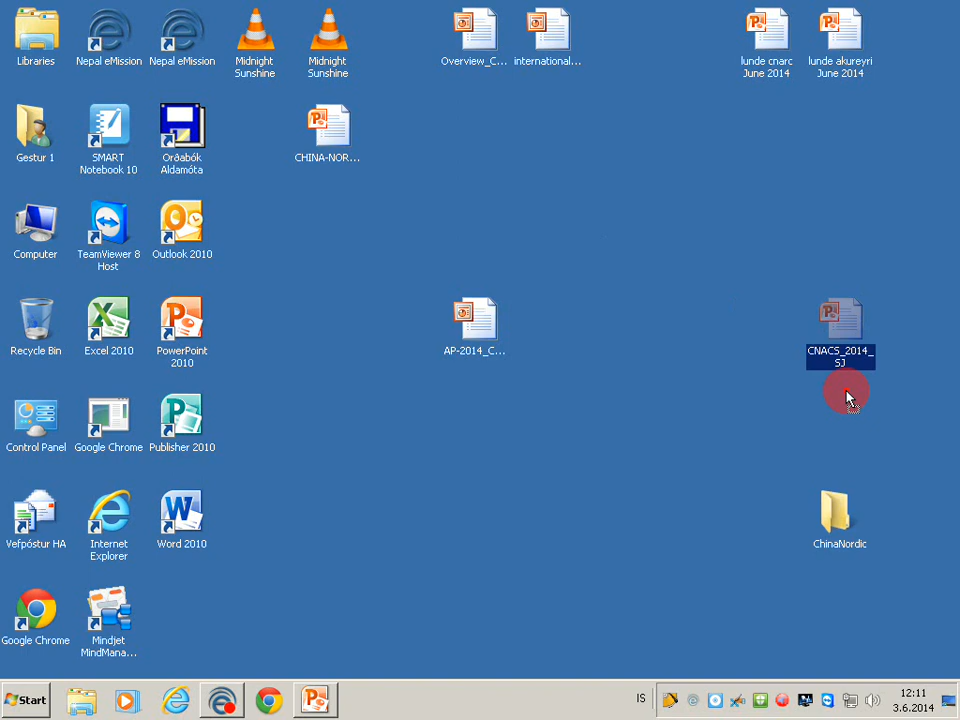 Libraries
Nepal eMission
Nepal eMission
Midnight
Sunshine
Midnight
Sunshine
Overview_C...
international...
lunde cnarc
June 2014
lunde akureyri
June 2014
Gestur 1
SMART
Notebook 10
Orðabók
Aldamóta
CHINA-NOR...
Computer
TeamViewer 8
Host
Outlook 2010
Recycle Bin
Excel 2010
PowerPoint
2010
AP-2014_C...
CNACS_2014_
SJ
Control Panel
Google Chrome
Publisher 2010
Vefpóstur HA
Internet
Explorer
Word 2010
ChinaNordic
Google Chrome
Mindjet
MindMana...
Start
IS
12:11
3.6.2014